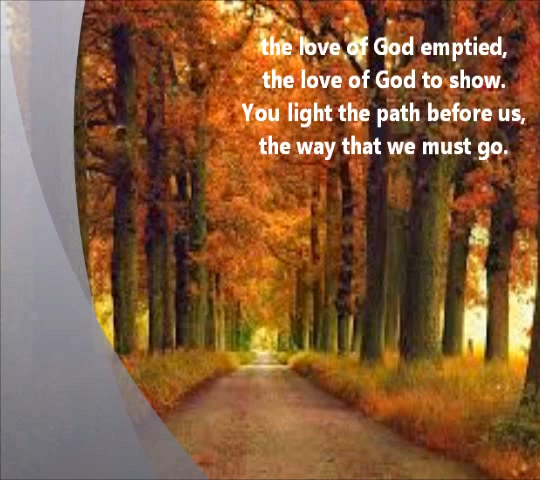 the love of God emptied,
the love of God to show.
You light the path before us,
the way that we must go.